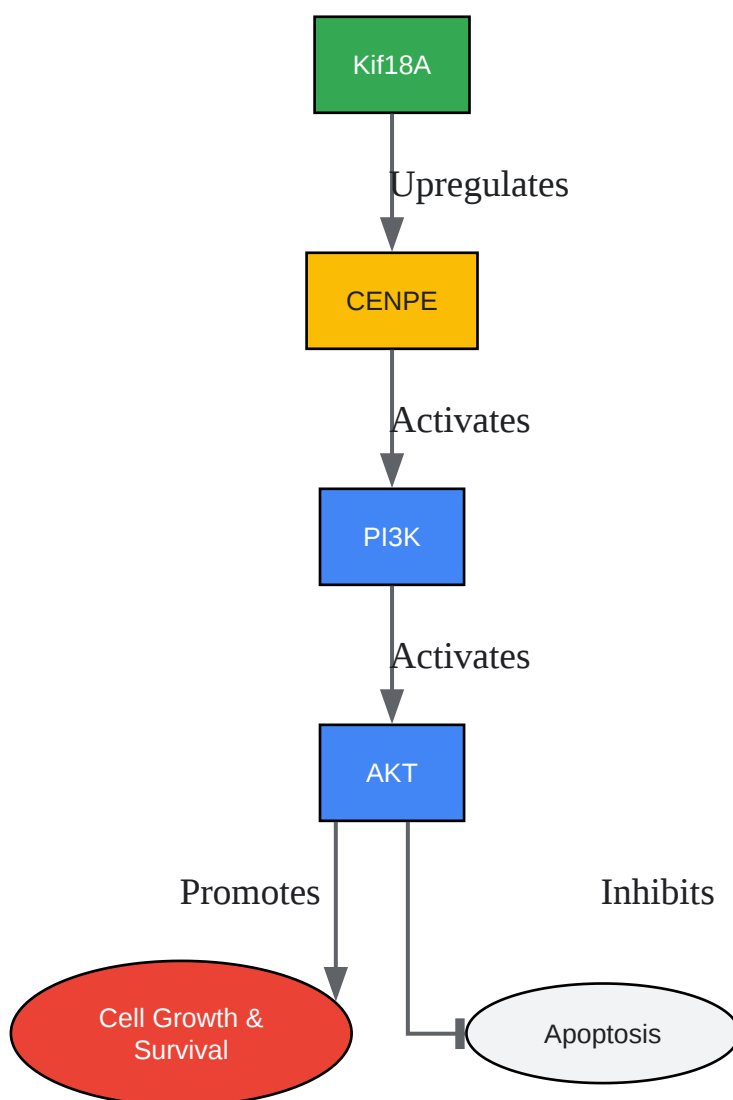 Kif18A
Upregulates
CENPE
Activates
PI3K
Activates
AKT
Promotes
Inhibits
Cell Growth &
Survival
Apoptosis